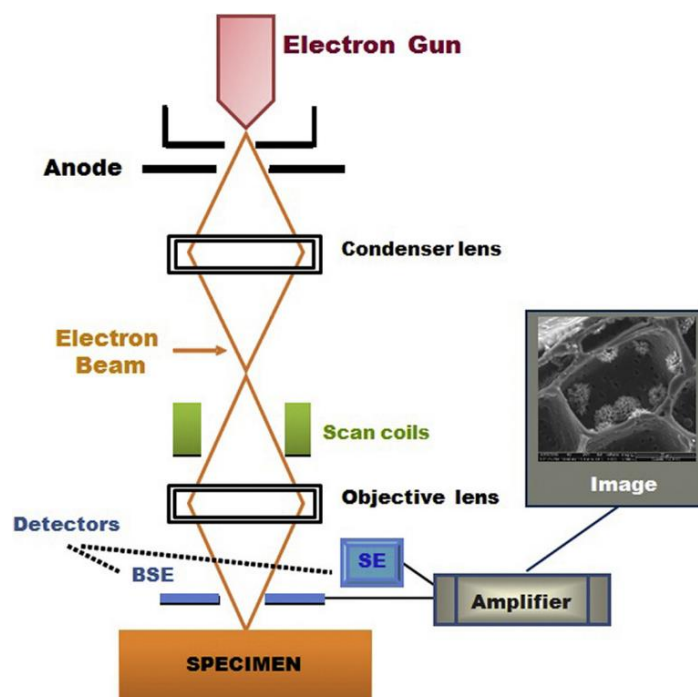 Electron Gun
Anode
Condenser lens
Electron
Beam
Scan coils
Image
Objective lens
Detectors
SE
BSE
Amplifier
SPECIMEN